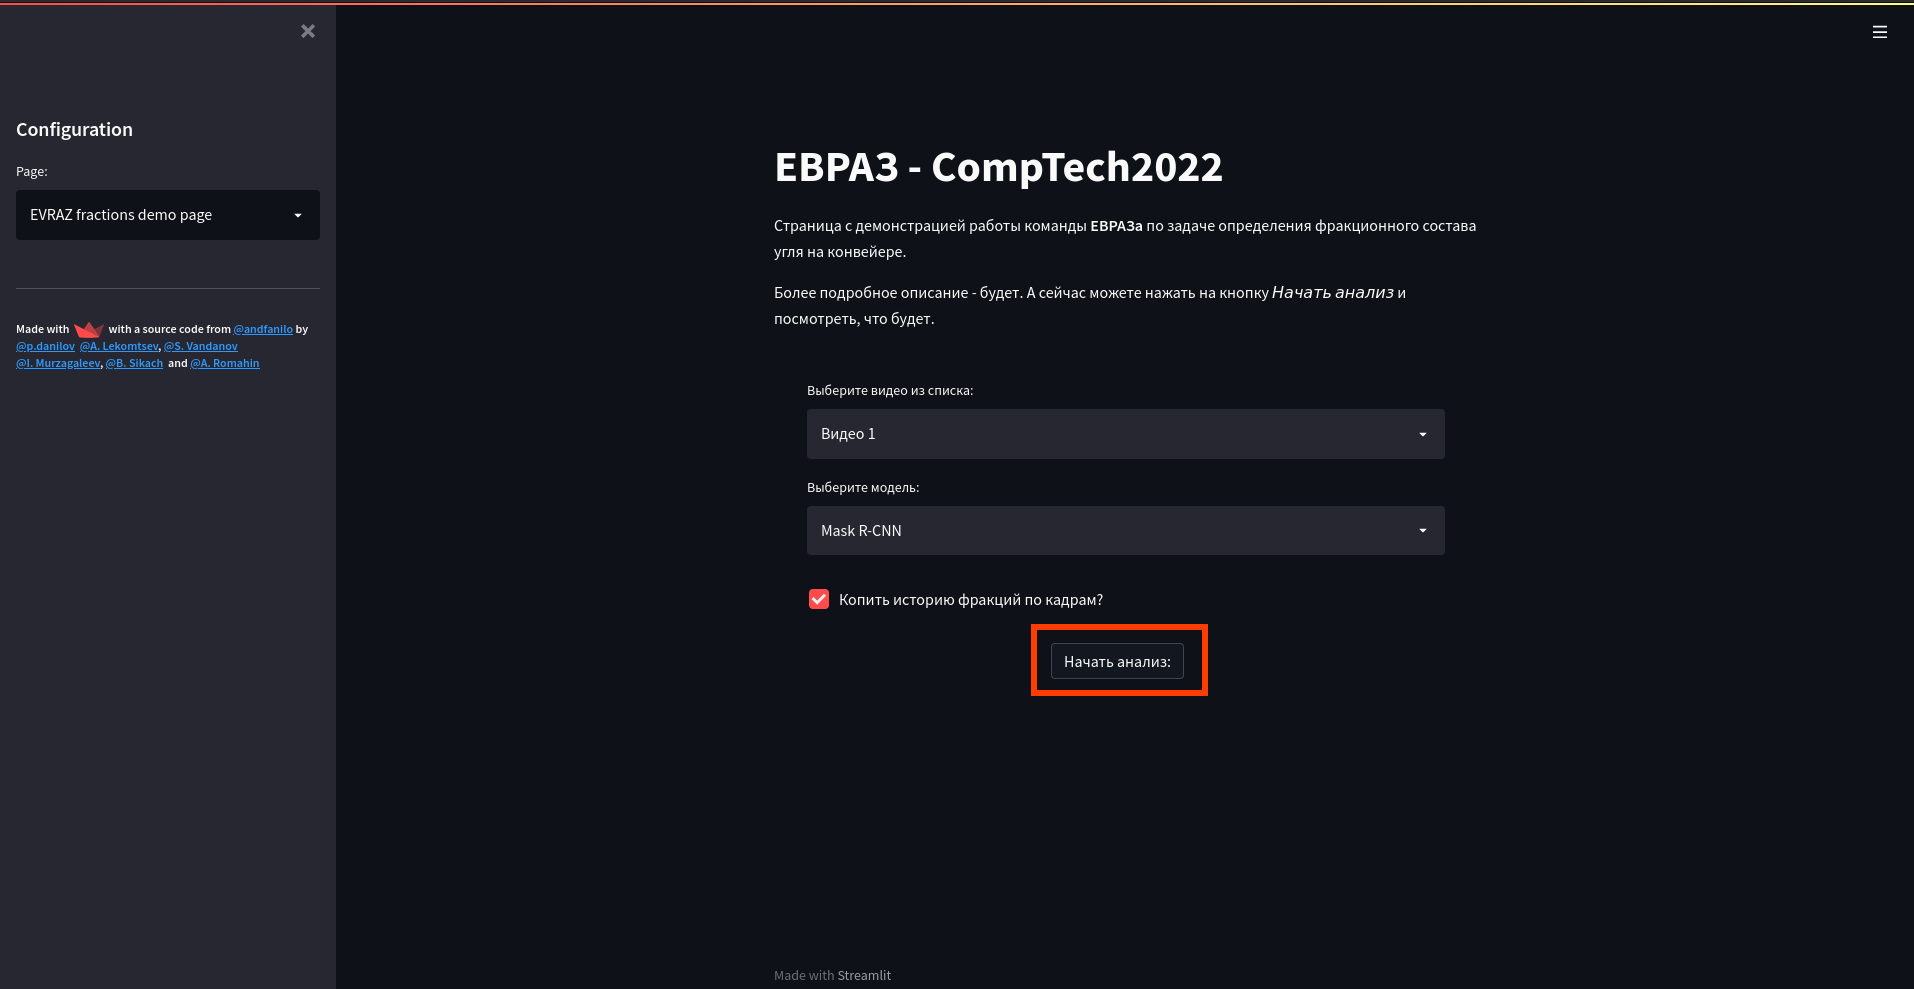 Configuration
Page:
EVRAZ fractions demo page
Made with with a source code from @andfanilo by
@p.danilov @A. Lekomtsev, @S. Vandanov
@I. Murzagaleev, @B. Sikach and @A. Romahin
ЕВРАЗ - CompTech2022
Страница с демонстрацией работы команды ЕВРАЗа по задаче определения фракционного состава
угля на конвейере.
Более подробное описание - будет. А сейчас можете нажать на кнопку Начать анализ и
посмотреть, что будет.
Выберите видео из списка:
Видео 1
Выберите модель:
Mask R-CNN
Копить историю фракций по кадрам?
Начать анализ:
Made with Streamlit